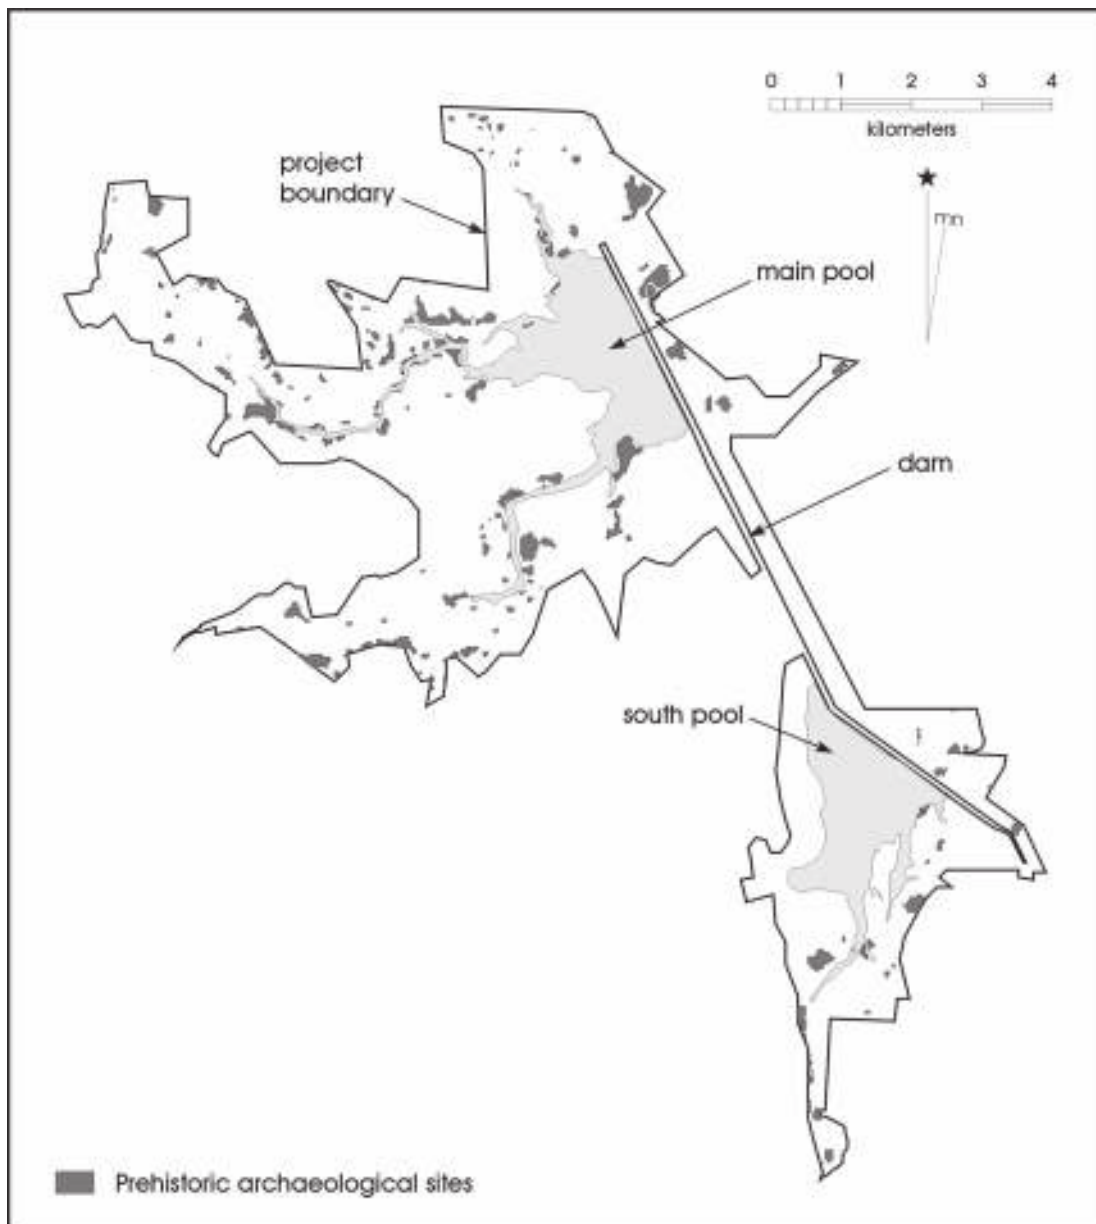 0 1 2 3 4
kilometers
project
boundary
mn
main pool
dam
south pool
Prehistoric archaeological sites